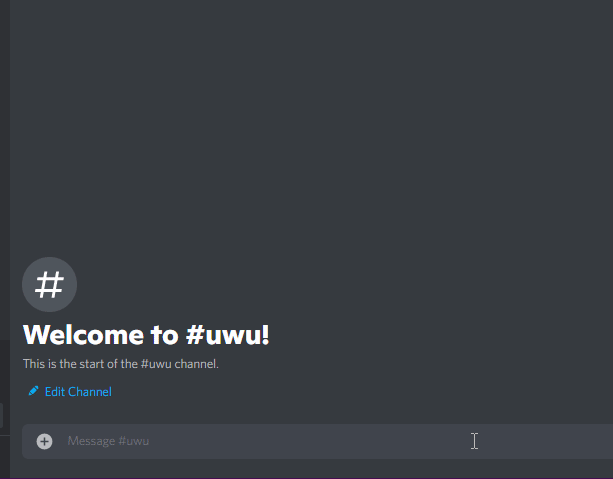 #
Welcome to #uwu!
This is the start of the #uwu channel.
Edit Channel
Message #uwu